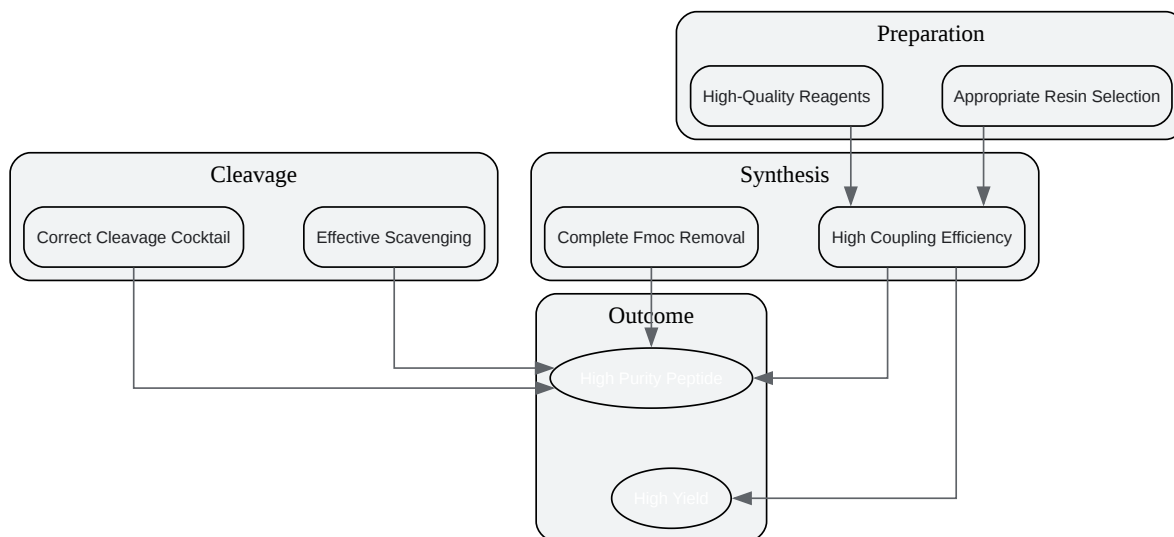 Preparation
High-Quality Reagents
Appropriate Resin Selection
Cleavage
Correct Cleavage Cocktail
Effective Scavenging
Synthesis
Complete Fmoc Removal
High Coupling Efficiency
Outcome
High Purity Peptide
High Yield